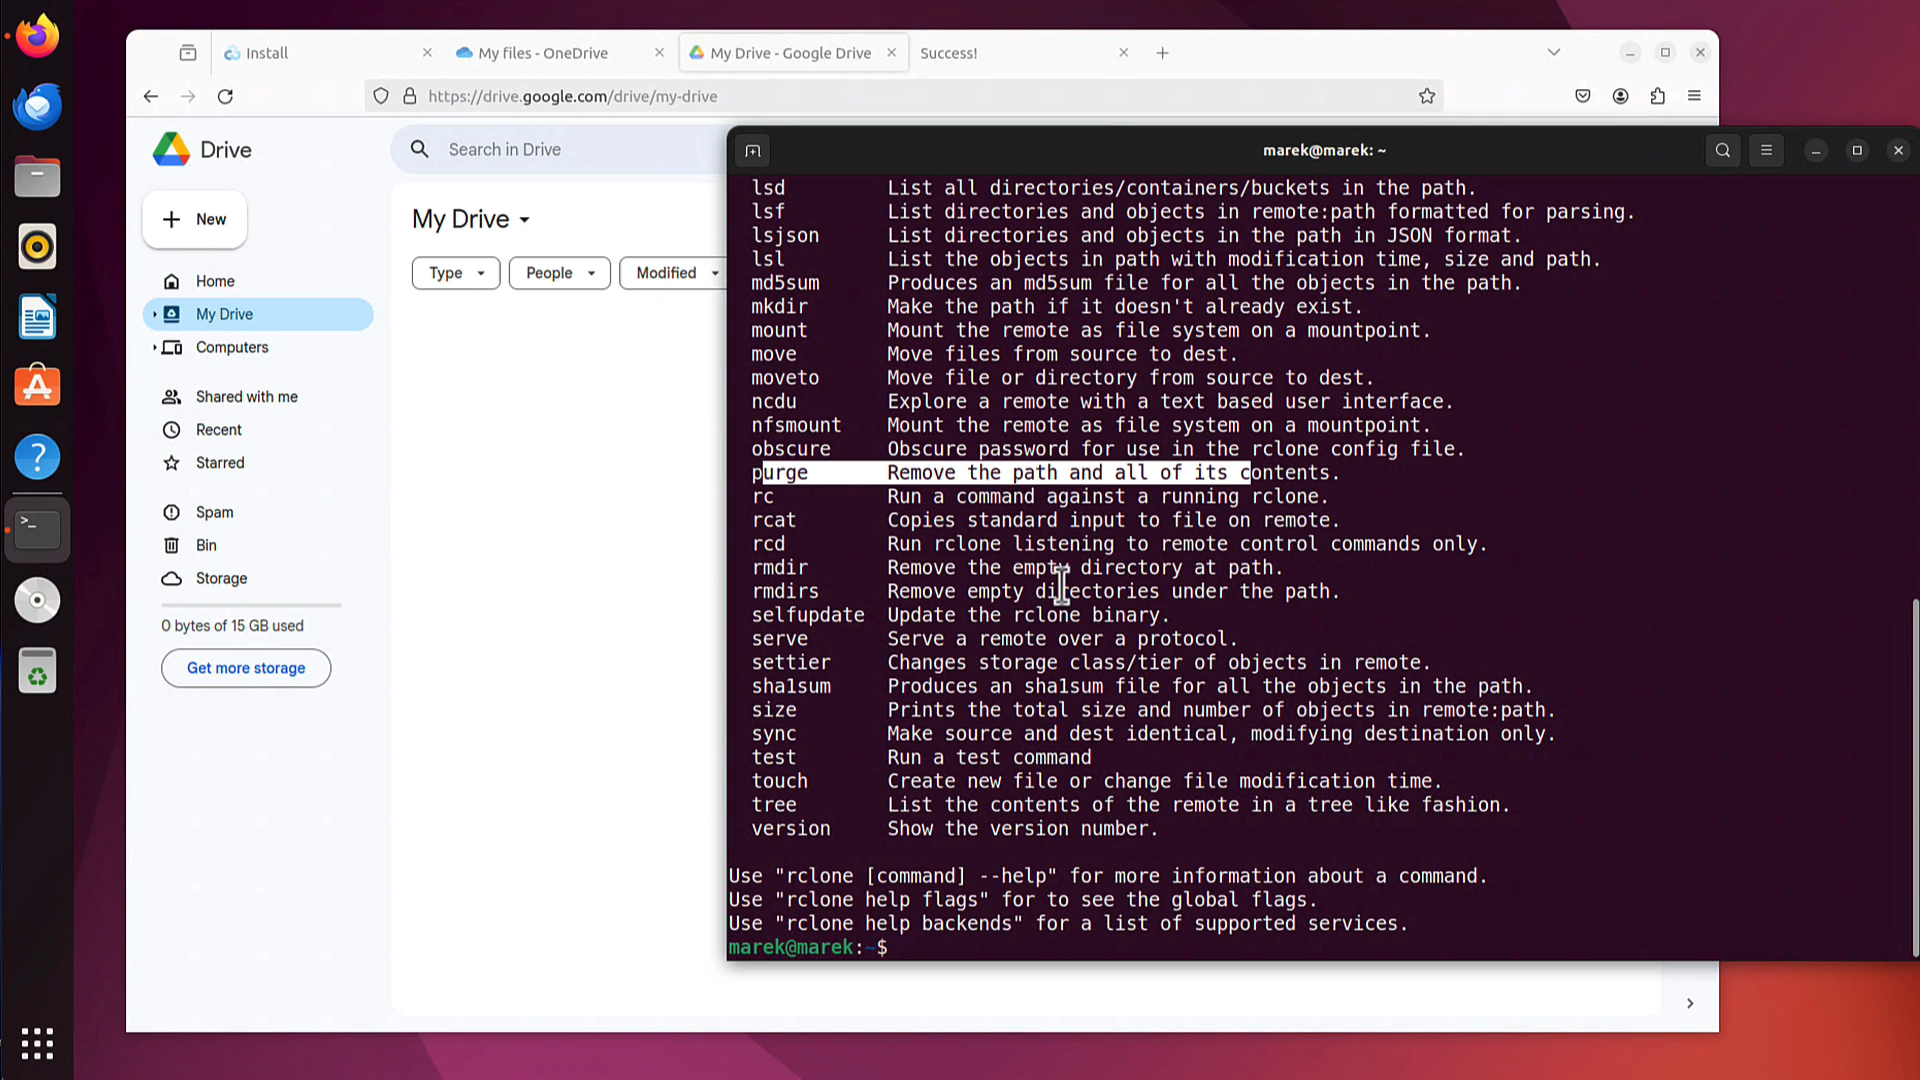 Install
My files - OneDrive
My Drive - Google Drive
Success!
https://drive.google.com/drive/my-drive
Drive
Search in Drive
New
Home
My Drive
Computers
Shared with me
Recent
Starred
Spam
Bin
Storage
0 bytes of 15 GB used
Get more storage
My Drive
Type
People
Modified
marek@marek: ~
lsd List all directories/containers/buckets in the path.
lsf List directories and objects in remote:path formatted for parsing.
lsjson List directories and objects in the path in JSON format.
lsl List the objects in path with modification time, size and path.
md5sum Produces an md5sum file for all the objects in the path.
mkdir Make the path if it doesn't already exist.
mount Mount the remote as file system on a mountpoint.
move Move files from source to dest.
moveto Move file or directory from source to dest.
ncdu Explore a remote with a text based user interface.
nfsmount Mount the remote as file system on a mountpoint.
obscure Obscure password for use in the rclone config file.
purge Remove the path and all of its contents.
rc Run a command against a running rclone.
rcat Copies standard input to file on remote.
rcd Run rclone listening to remote control commands only.
rmdir Remove the empty directory at path.
rmdirs Remove empty directories under the path.
selfupdate Update the rclone binary.
serve Serve a remote over a protocol.
settier Changes storage class/tier of objects in remote.
sha1sum Produces an sha1sum file for all the objects in the path.
size Prints the total size and number of objects in remote:path.
sync Make source and dest identical, modifying destination only.
test Run a test command
touch Create new file or change file modification time.
tree List the contents of the remote in a tree like fashion.
version Show the version number.
Use "rclone [command] --help" for more information about a command.
Use "rclone help flags" for to see the global flags.
Use "rclone help backends" for a list of supported services.
marek@marek:~$